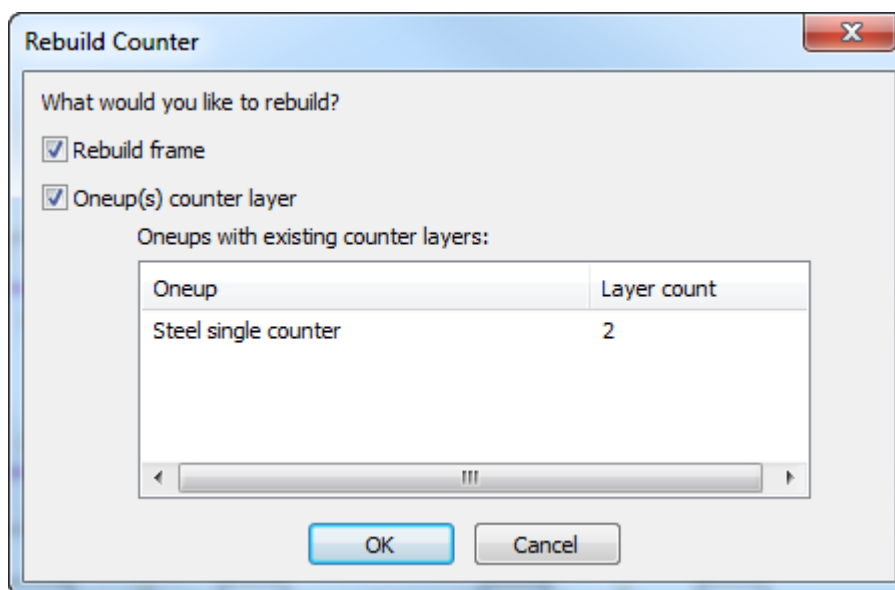 Rebuild Counter
What would you like to rebuild?
Rebuild frame
Oneup(s) counter layer
Oneups with existing counter layers:
Oneup Layer count
Steel single counter 2
OK Cancel